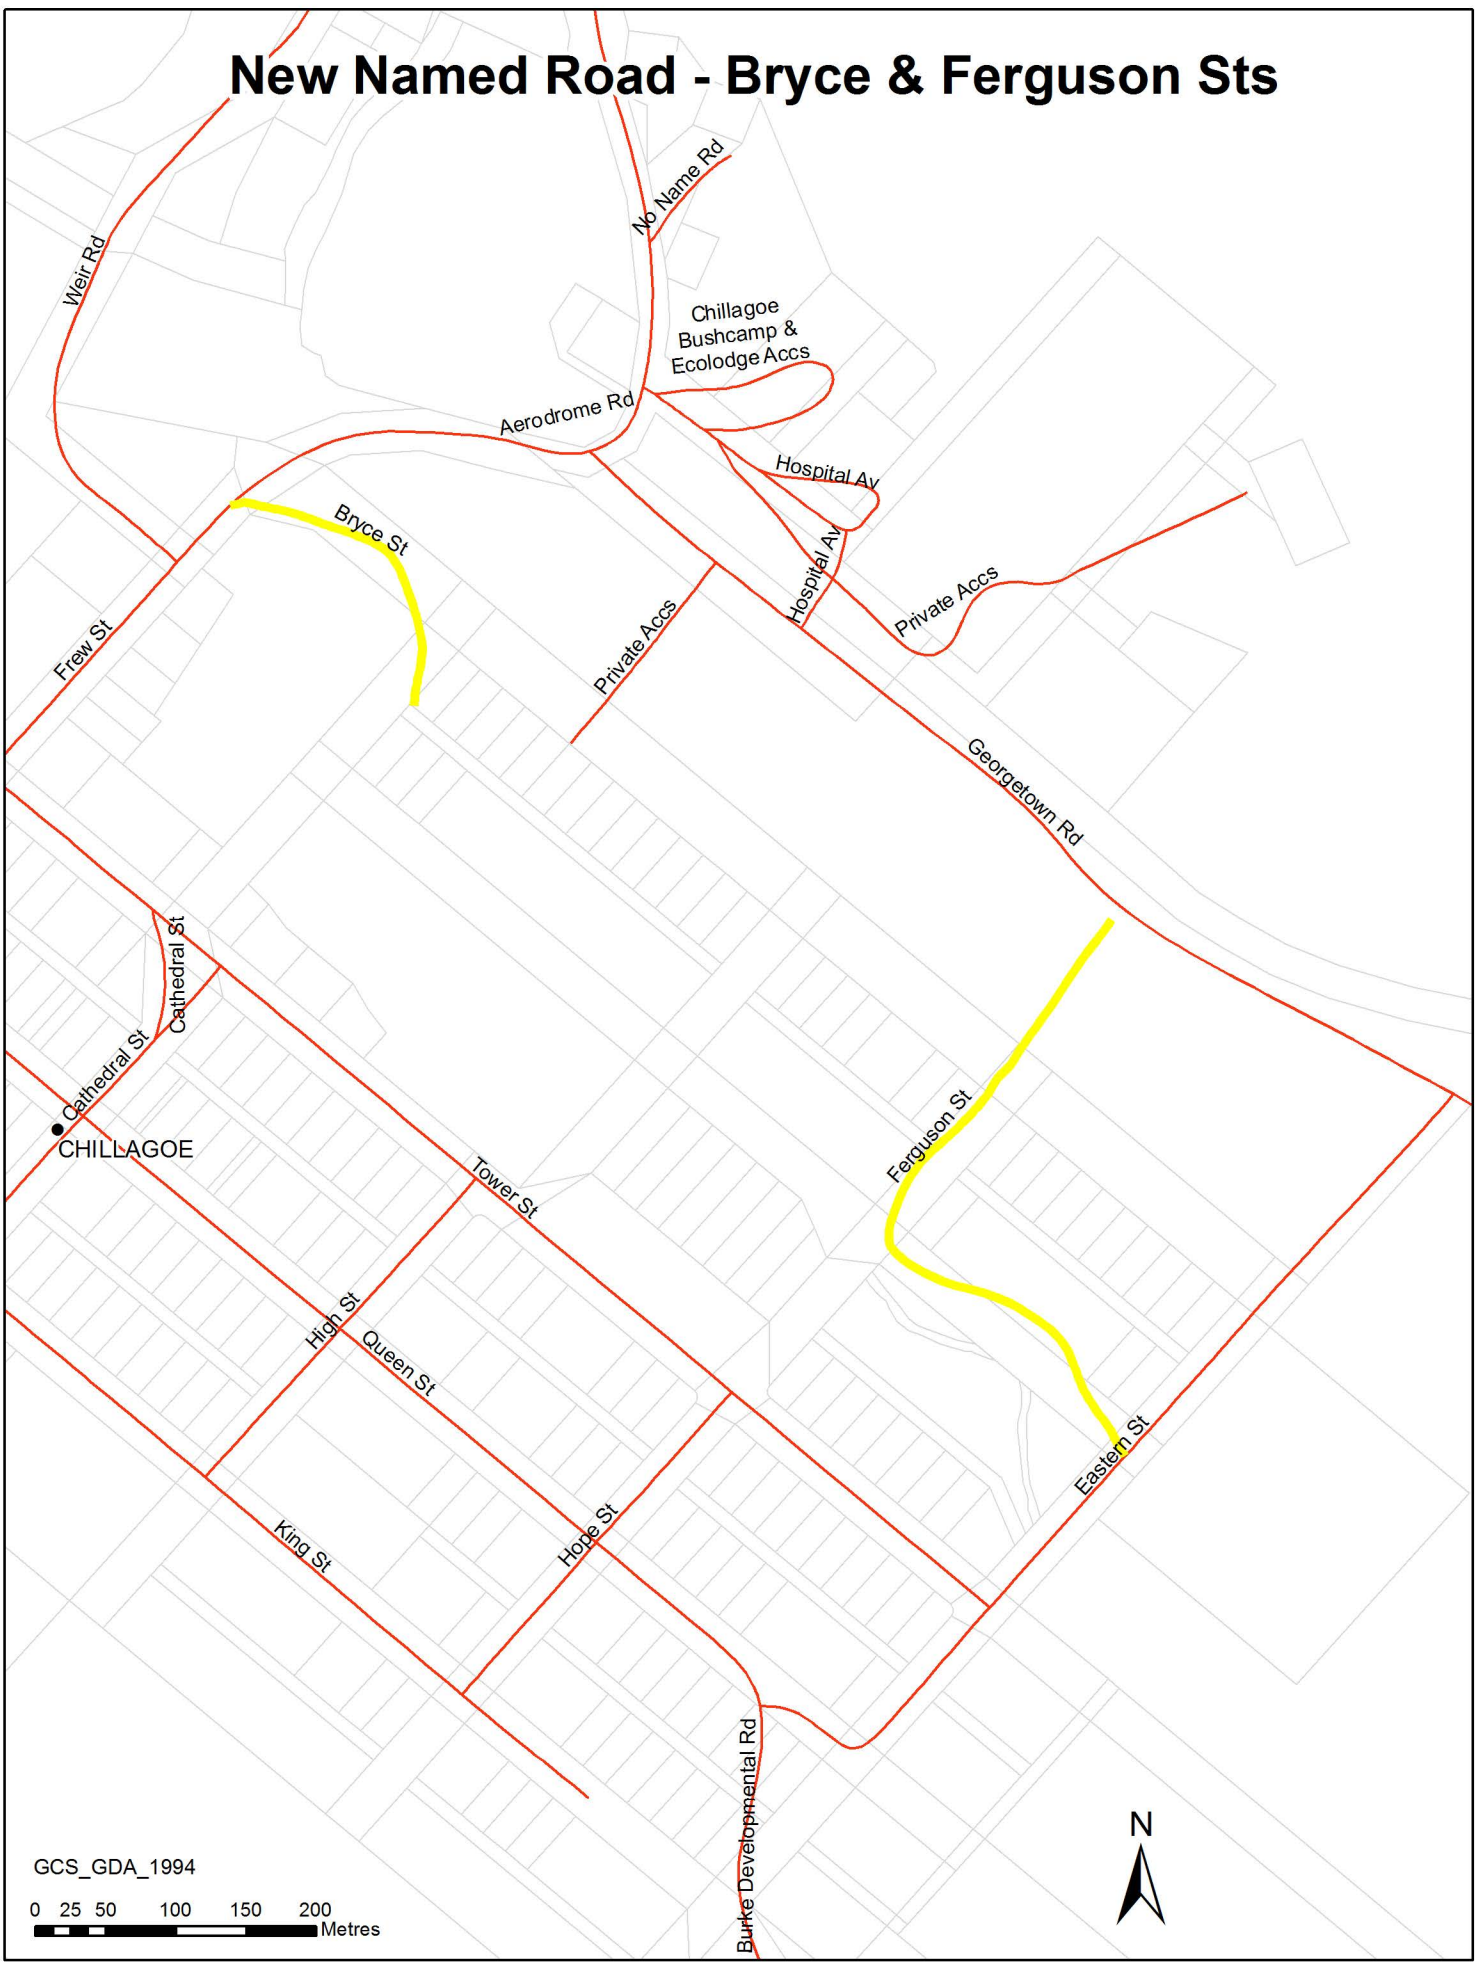 New Named Road - Bryce & Ferguson Sts
No Name Rd
Weir Rd
Chillagoe
Bushcamp &
Ecolodge Accs
Aerodrome Rd
Hospital Av
Bryce St
Hospital Av
Private Accs
Private Accs
Frew St
Georgetown Rd
Cathedral St
Cathedral St
CHILLAGOE
Ferguson St
Tower St
High St
Queen St
Eastern St
King St
Hope St
Burke Developmental Rd
N
GCS_GDA_1994
0 25 50 100 150 200
Metres